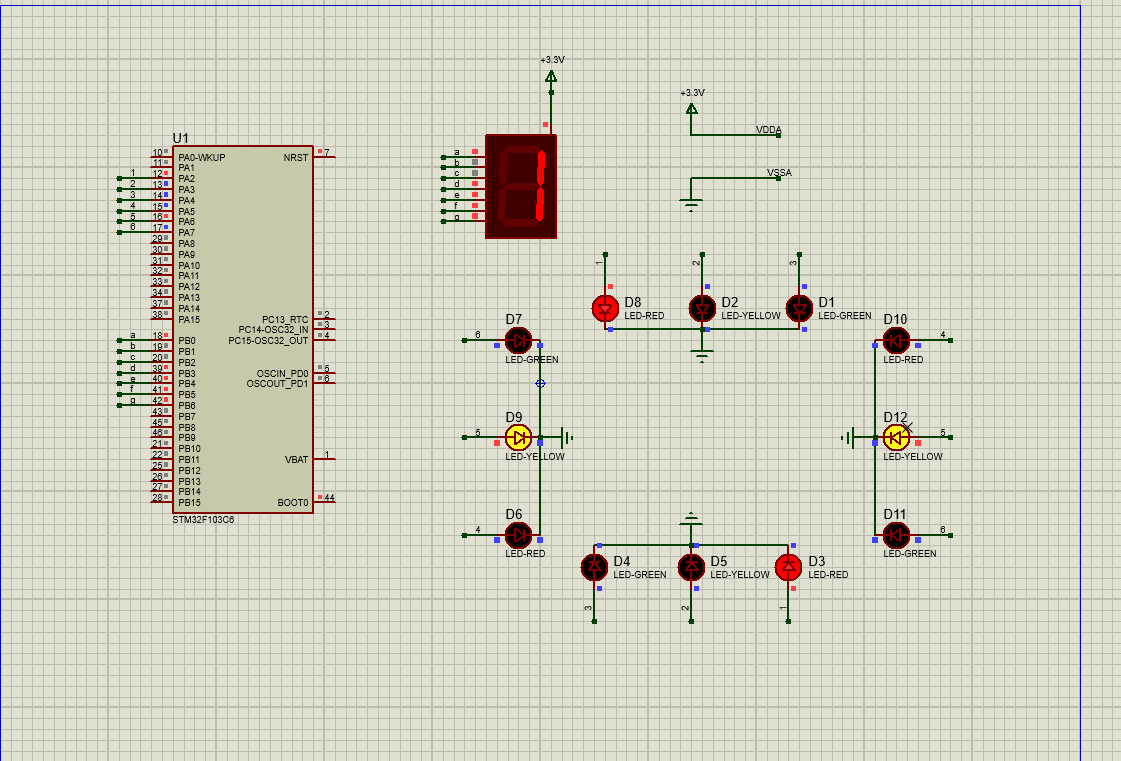 +3.3V
+3.3V
VDDA
VSSA
U1
10 PA0-WKUP NRST 7
11 PA1
1 12 PA2
2 13 PA3
3 14 PA4
4 15 PA5
5 16 PA6
6 17 PA7
29 PA8
30 PA9
31 PA10
32 PA11
33 PA12
34 PA13
37 PA14
38 PA15
PC13_RTC 2
PC14-OSC32_IN 3
a 18 PB0 PC15-OSC32_OUT 4
b 19 PB1
c 20 PB2
d 39 PB3 OSCIN_PD0 5
e 40 PB4 OSCOUT_PD1 6
f 41 PB5
g 42 PB6
43 PB7
45 PB8
46 PB9
21 PB10
22 PB11 VBAT 1
25 PB12
26 PB13
27 PB14
28 PB15 BOOT0 44
STM32F103C6
a
b
c
d
e
f
g
1
1 2 3
D8
LED-RED
D2
LED-YELLOW
D1
LED-GREEN
D7
6
LED-GREEN
D10
4
LED-RED
D9
5
LED-YELLOW
D12
5
LED-YELLOW
D6
4
LED-RED
D11
6
LED-GREEN
D4
LED-GREEN
D5
LED-YELLOW
D3
LED-RED
3 2 1